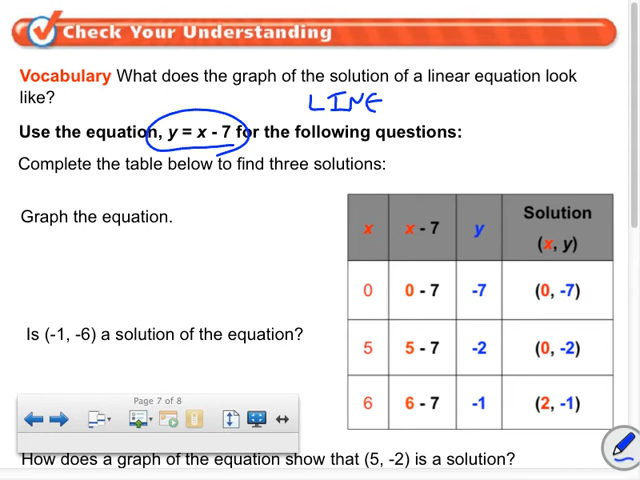 Check Your Understanding
Vocabulary What does the graph of the solution of a linear equation look
like?
LINE
Use the equation, y = x - 7 for the following questions:
Complete the table below to find three solutions:
Graph the equation.
x x - 7 y Solution
(x, y)
0 0 - 7 -7 (0, -7)
Is (-1, -6) a solution of the equation?
5 5 - 7 -2 (0, -2)
6 6 - 7 -1 (2, -1)
Page 7 of 8
How does a graph of the equation show that (5, -2) is a solution?